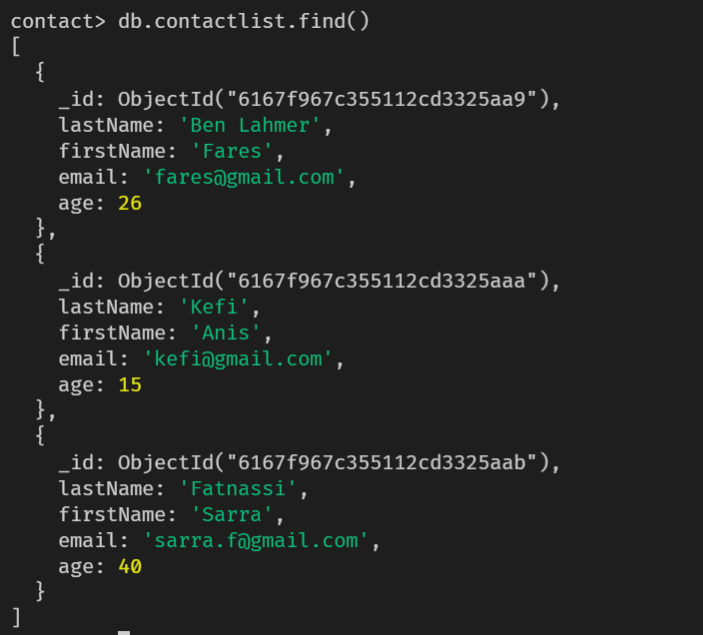 contact> db.contactlist.find()
[
  {
    _id: ObjectId("6167f967c355112cd3325aa9"),
    lastName: 'Ben Lahmer',
    firstName: 'Fares',
    email: 'fares@gmail.com',
    age: 26
  },
  {
    _id: ObjectId("6167f967c355112cd3325aaa"),
    lastName: 'Kefi',
    firstName: 'Anis',
    email: 'kefi@gmail.com',
    age: 15
  },
  {
    _id: ObjectId("6167f967c355112cd3325aab"),
    lastName: 'Fatnassi',
    firstName: 'Sarra',
    email: 'sarra.f@gmail.com',
    age: 40
  }
]